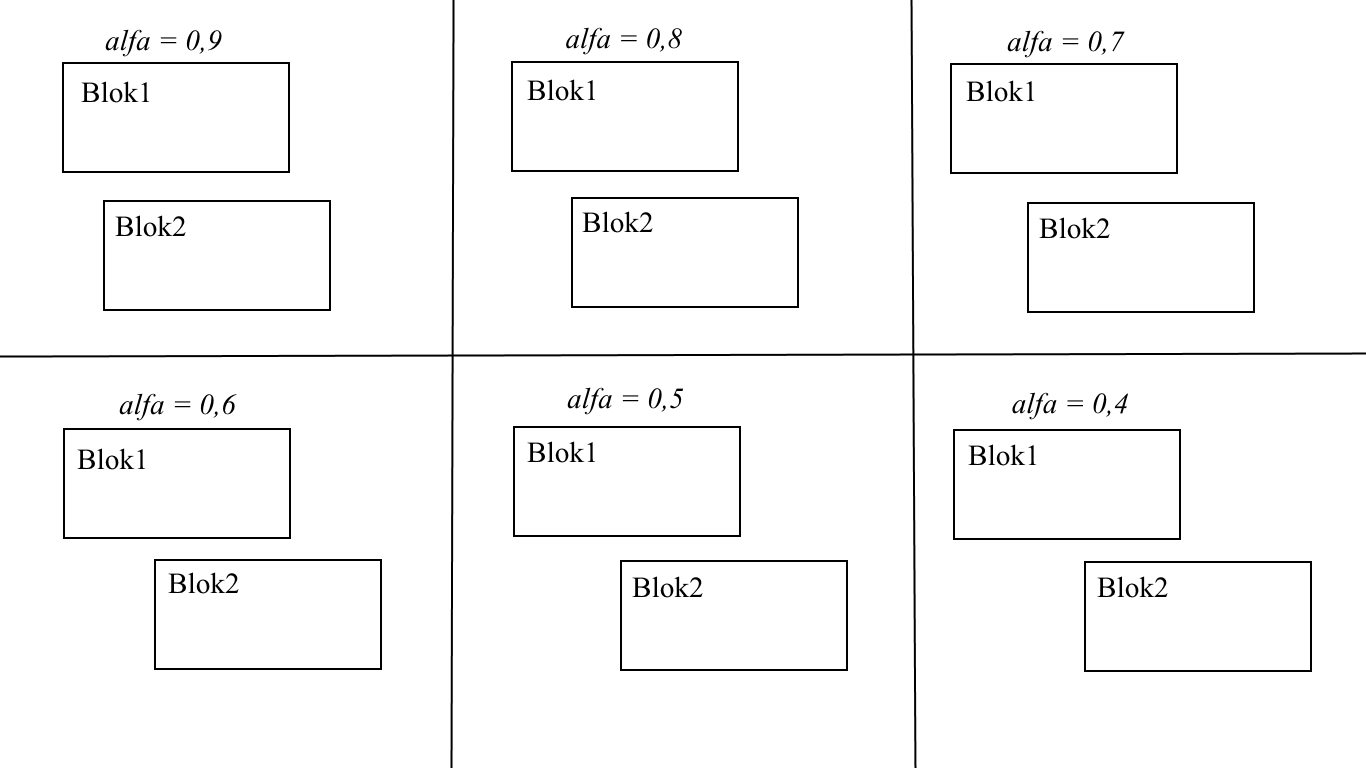 alfa = 0,9
Blok1
Blok2
alfa = 0,8
Blok1
Blok2
alfa = 0,7
Blok1
Blok2
alfa = 0,6
Blok1
Blok2
alfa = 0,5
Blok1
Blok2
alfa = 0,4
Blok1
Blok2